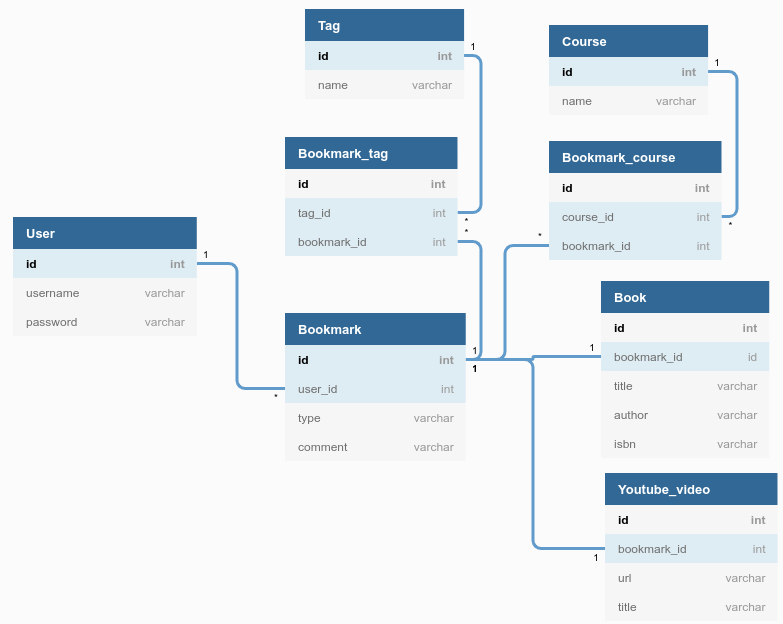 Tag
id int
name varchar
1
Course
id int
name varchar
1
Bookmark_tag
id int
tag_id int
bookmark_id int
*
*
Bookmark_course
id int
course_id int
bookmark_id int
*
*
User
id int
username varchar
password varchar
1
*
Bookmark
id int
user_id int
type varchar
comment varchar
1
1
Book
id int
bookmark_id id
title varchar
author varchar
isbn varchar
1
Youtube_video
id int
bookmark_id int
url varchar
title varchar
1